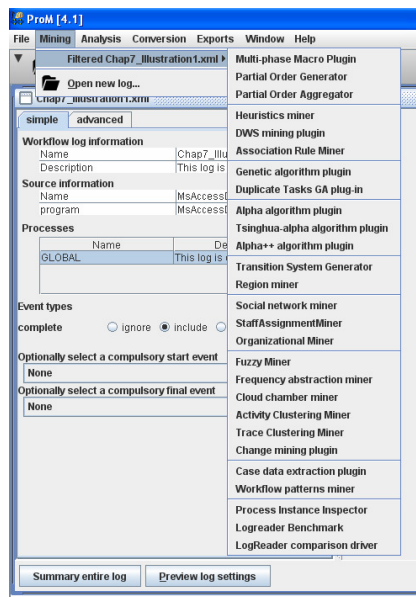 ProM [4.1]
File Mining Analysis Conversion Exports Window Help
Filtered Chap7_Illustration1.xml
Open new log...
Chap7_Illustration1.xml
simple advanced
Workflow log information
Name Chap7_Illu
Description This log is
Source information
Name MsAccessD
program MsAccessD
Processes
Name De
GLOBAL This log is
Event types
complete ignore include
Optionally select a compulsory start event
None
Optionally select a compulsory final event
None
Summary entire log Preview log settings
Multi-phase Macro Plugin
Partial Order Generator
Partial Order Aggregator
Heuristics miner
DWS mining plugin
Association Rule Miner
Genetic algorithm plugin
Duplicate Tasks GA plug-in
Alpha algorithm plugin
Tsinghua-alpha algorithm plugin
Alpha++ algorithm plugin
Transition System Generator
Region miner
Social network miner
StaffAssignmentMiner
Organizational Miner
Fuzzy Miner
Frequency abstraction miner
Cloud chamber miner
Activity Clustering Miner
Trace Clustering Miner
Change mining plugin
Case data extraction plugin
Workflow patterns miner
Process Instance Inspector
Logreader Benchmark
LogReader comparison driver